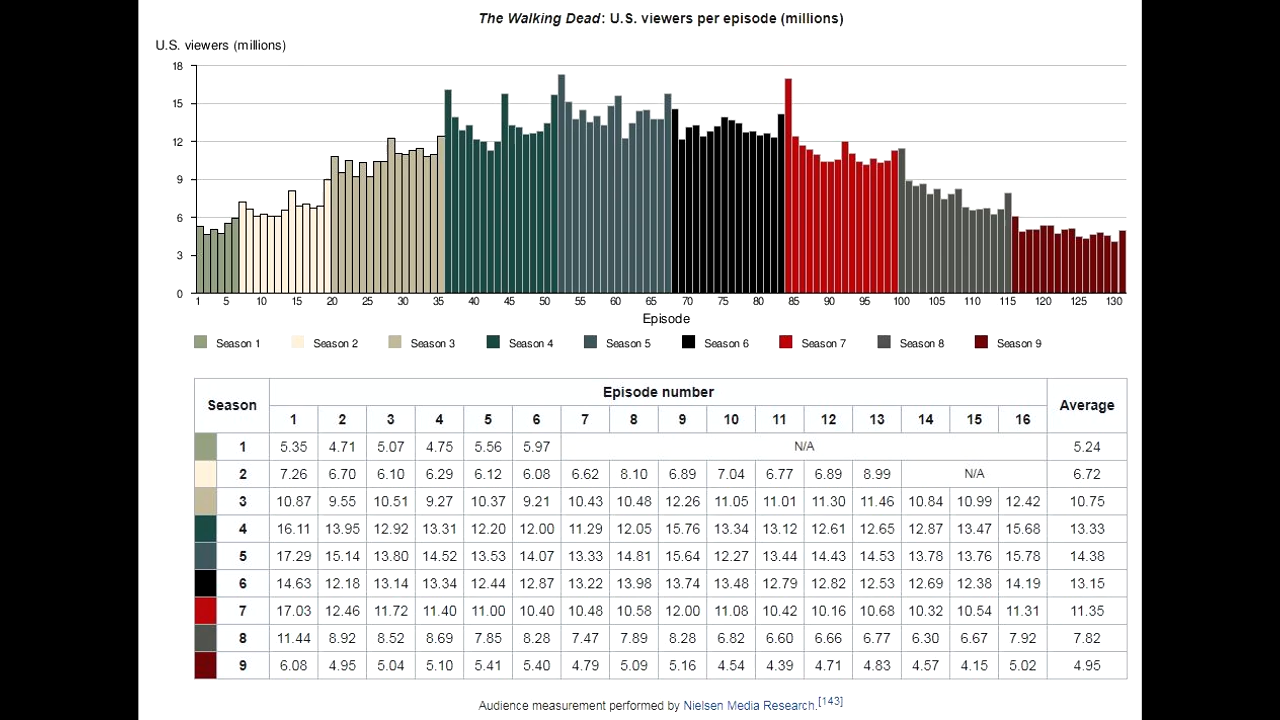 The Walking Dead: U.S. viewers per episode (millions)
U.S. viewers (millions)
18
15
12
9
6
3
0
1 5 10 15 20 25 30 35 40 45 50 55 60 65 70 75 80 85 90 95 100 105 110 115 120 125 130
Episode
Season 1 Season 2 Season 3 Season 4 Season 5 Season 6 Season 7 Season 8 Season 9
Season Episode number Average
1 2 3 4 5 6 7 8 9 10 11 12 13 14 15 16
1 5.35 4.71 5.07 4.75 5.56 5.97 N/A 5.24
2 7.26 6.70 6.10 6.29 6.12 6.08 6.62 8.10 6.89 7.04 6.77 6.89 8.99 N/A 6.72
3 10.87 9.55 10.51 9.27 10.37 9.21 10.43 10.48 12.26 11.05 11.01 11.30 11.46 10.84 10.99 12.42 10.75
4 16.11 13.95 12.92 13.31 12.20 12.00 11.29 12.05 15.76 13.34 13.12 12.61 12.65 12.87 13.47 15.68 13.33
5 17.29 15.14 13.80 14.52 13.53 14.07 13.33 14.81 15.64 12.27 13.44 14.43 14.53 13.78 13.76 15.78 14.38
6 14.63 12.18 13.14 13.34 12.44 12.87 13.22 13.98 13.74 13.48 12.79 12.82 12.53 12.69 12.38 14.19 13.15
7 17.03 12.46 11.72 11.40 11.00 10.40 10.48 10.58 12.00 11.08 10.42 10.16 10.68 10.32 10.54 11.31 11.35
8 11.44 8.92 8.52 8.69 7.85 8.28 7.47 7.89 8.28 6.82 6.60 6.66 6.77 6.30 6.67 7.92 7.82
9 6.08 4.95 5.04 5.10 5.41 5.40 4.79 5.09 5.16 4.54 4.39 4.71 4.83 4.57 4.15 5.02 4.95
Audience measurement performed by Nielsen Media Research.[143]